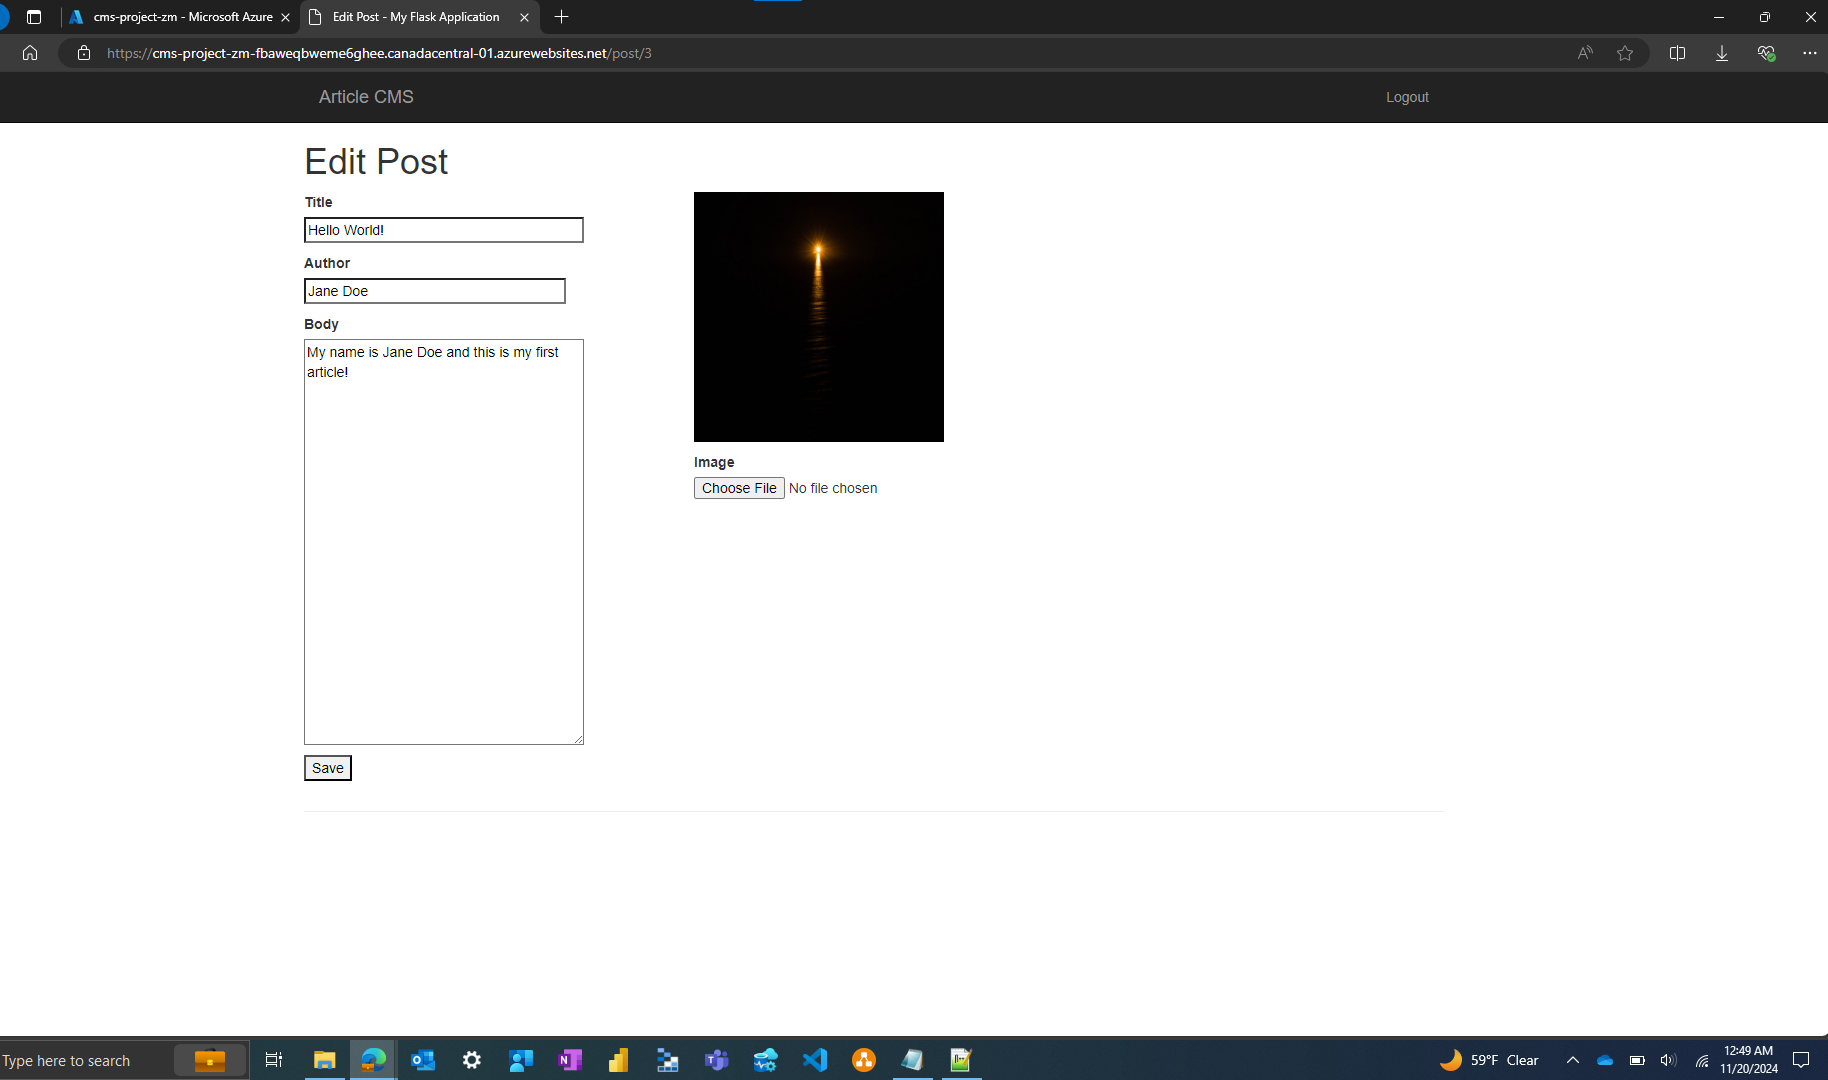 cms-project-zm - Microsoft Azure
Edit Post - My Flask Application
https://cms-project-zm-fbaweqbweme6ghee.canadacentral-01.azurewebsites.net/post/3
Article CMS
Logout
Edit Post
Title
Hello World!
Author
Jane Doe
Body
My name is Jane Doe and this is my first
article!
Save
Image
Choose File No file chosen
Type here to search
59°F Clear
12:49 AM
11/20/2024